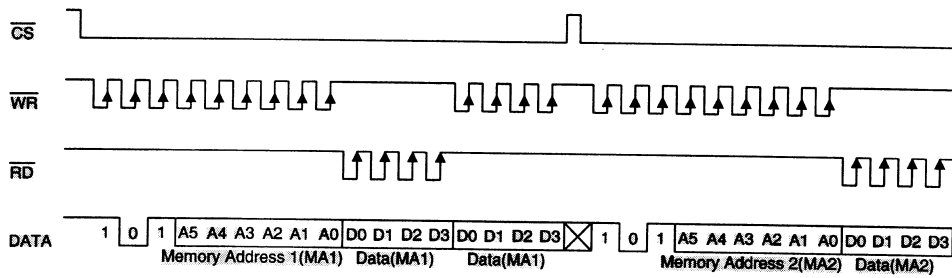 CS
WR
RD
DATA 1 0 1 A5 A4 A3 A2 A1 A0 D0 D1 D2 D3 D0 D1 D2 D3 1 0 1 A5 A4 A3 A2 A1 A0 D0 D1 D2 D3
Memory Address 1(MA1) Data(MA1) Data(MA1) Memory Address 2(MA2) Data(MA2)